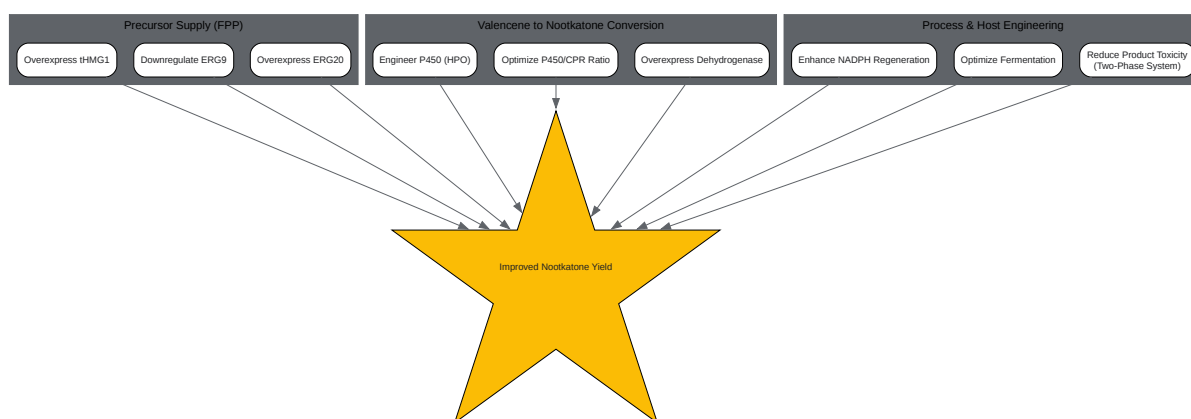 Precursor Supply (FPP)
Overexpress tHMG1
Downregulate ERG9
Overexpress ERG20
Valencene to Nootkatone Conversion
Engineer P450 (HPO)
Optimize P450/CPR Ratio
Overexpress Dehydrogenase
Process & Host Engineering
Enhance NADPH Regeneration
Optimize Fermentation
Reduce Product Toxicity
(Two-Phase System)
Improved Nootkatone Yield